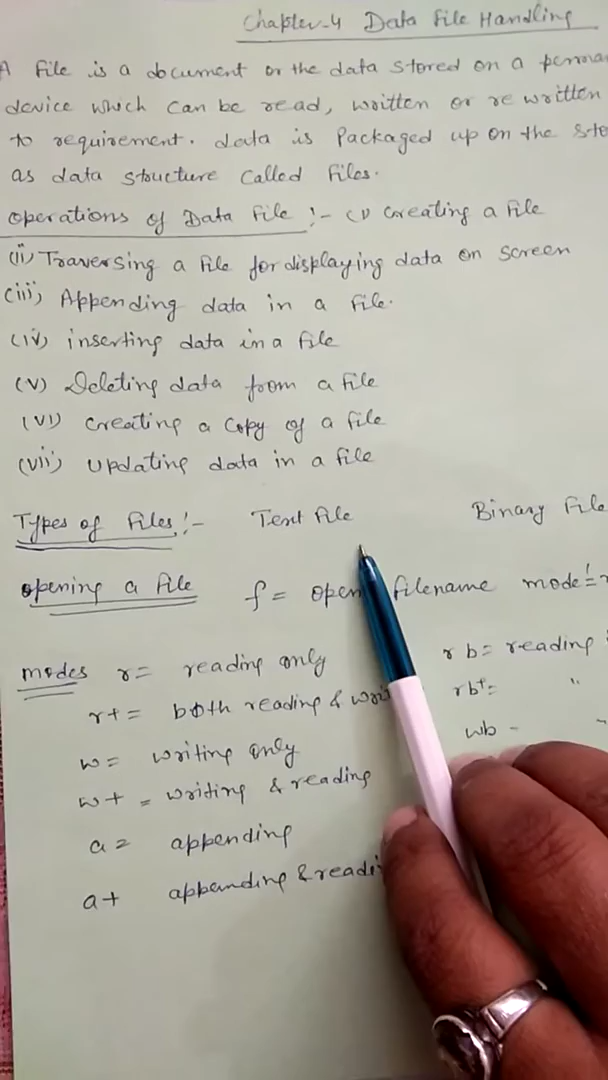 Chapter-4 Data File Handling
A file is a document or the data stored on a
device which can be read, written or re written
to requirement. data is Packaged up on the
as data structure called files.
operations of Data file :- (i) creating a file
(ii) Traversing a file for displaying data on screen
(iii) Appending data in a file.
(iv) inserting data in a file
(v) Deleting data from a file
(vi) creating a copy of a file
(vii) updating data in a file
Types of files :- Text file Binary file
opening a file f = open filename mode =
modes r = reading only rb = reading
r+ = both reading & rb+ = "
w = writing only wb -
w+ = writing & reading
a = appending
a+ appending &